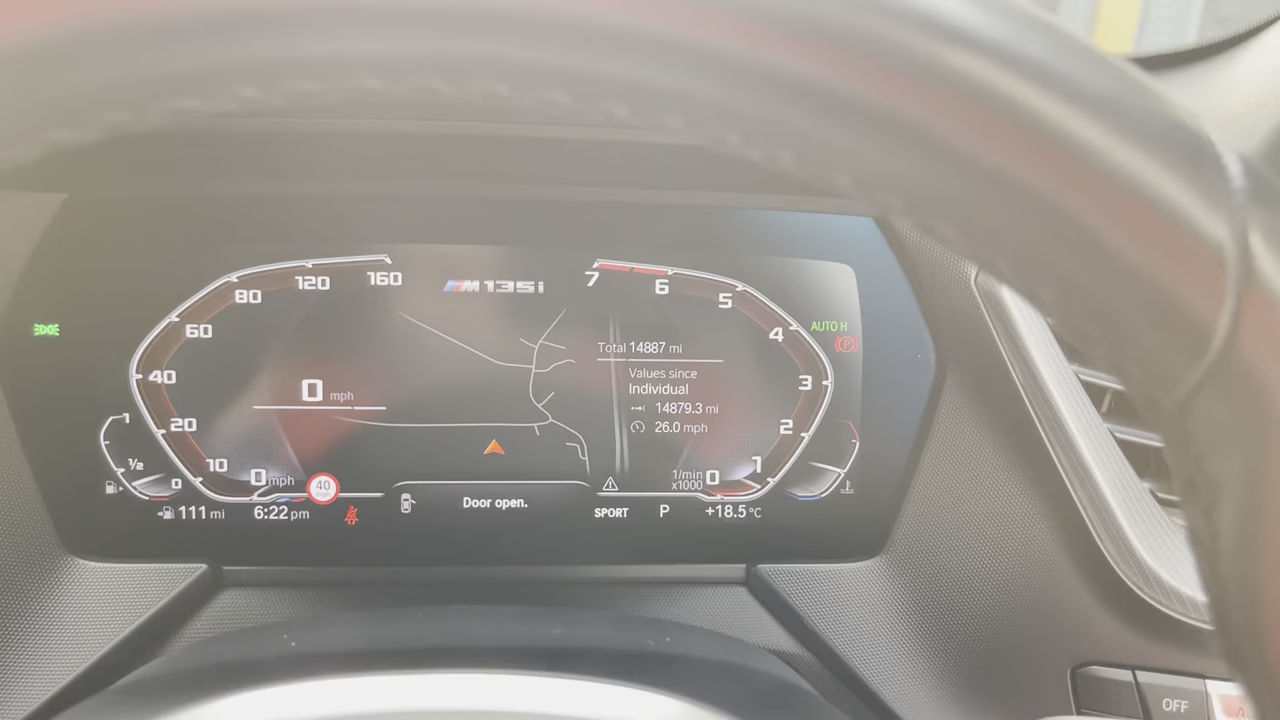 160
120
80
60
40
20
10
0 mph
0 mph
40
mph
1
½
0
111 mi
6:22 pm
M135i
Total 14887 mi
Values since
Individual
14879.3 mi
26.0 mph
Door open.
7
6
5
4
3
2
1
0
1/min
x1000
AUTO H
P
SPORT
P
+18.5 °C
OFF
A